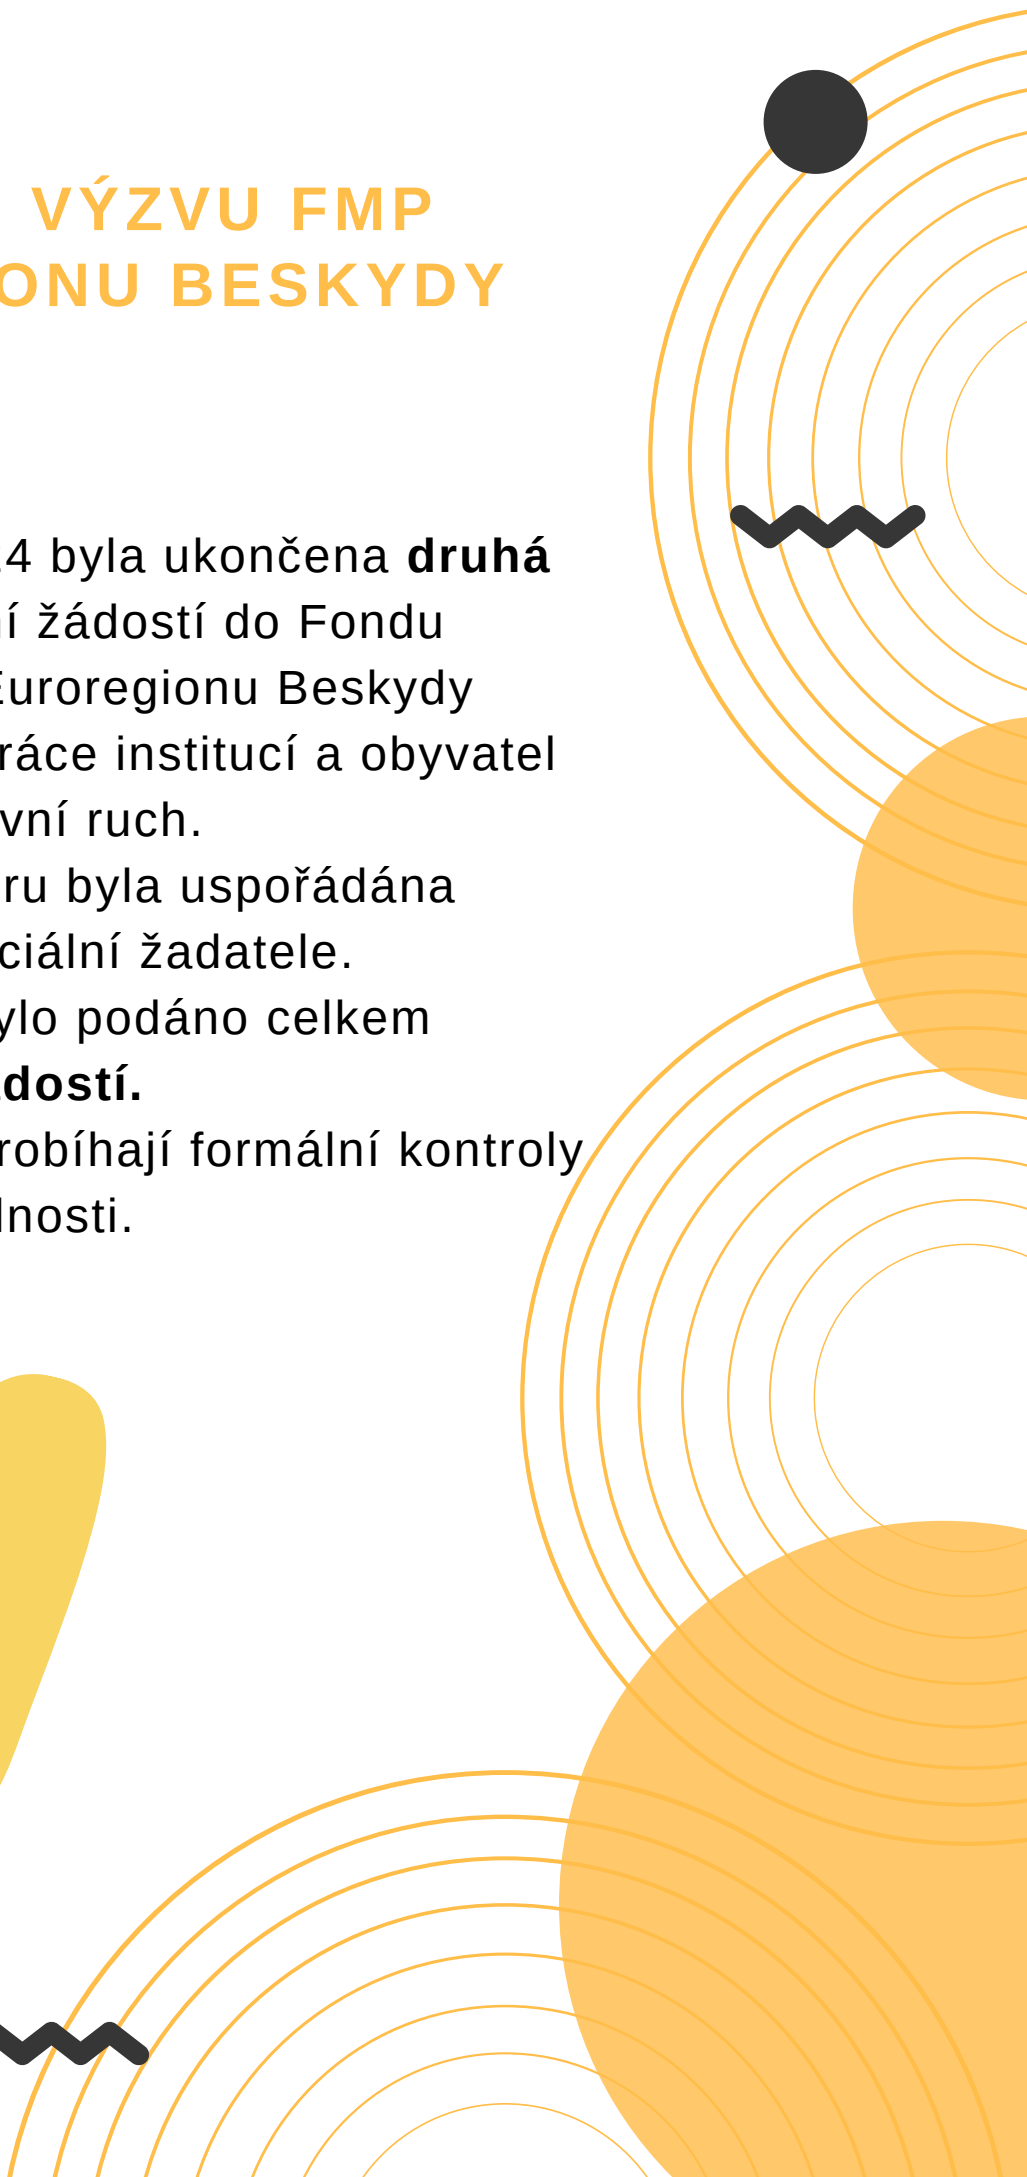 VÝZVU FMP
ONU BESKYDY
4 byla ukončena druhá
í žádostí do Fondu
Euroregionu Beskydy
ráce institucí a obyvatel
vní ruch.
ru byla uspořádána
ciální žadatele.
ylo podáno celkem
dostí.
robíhají formální kontroly
lnosti.